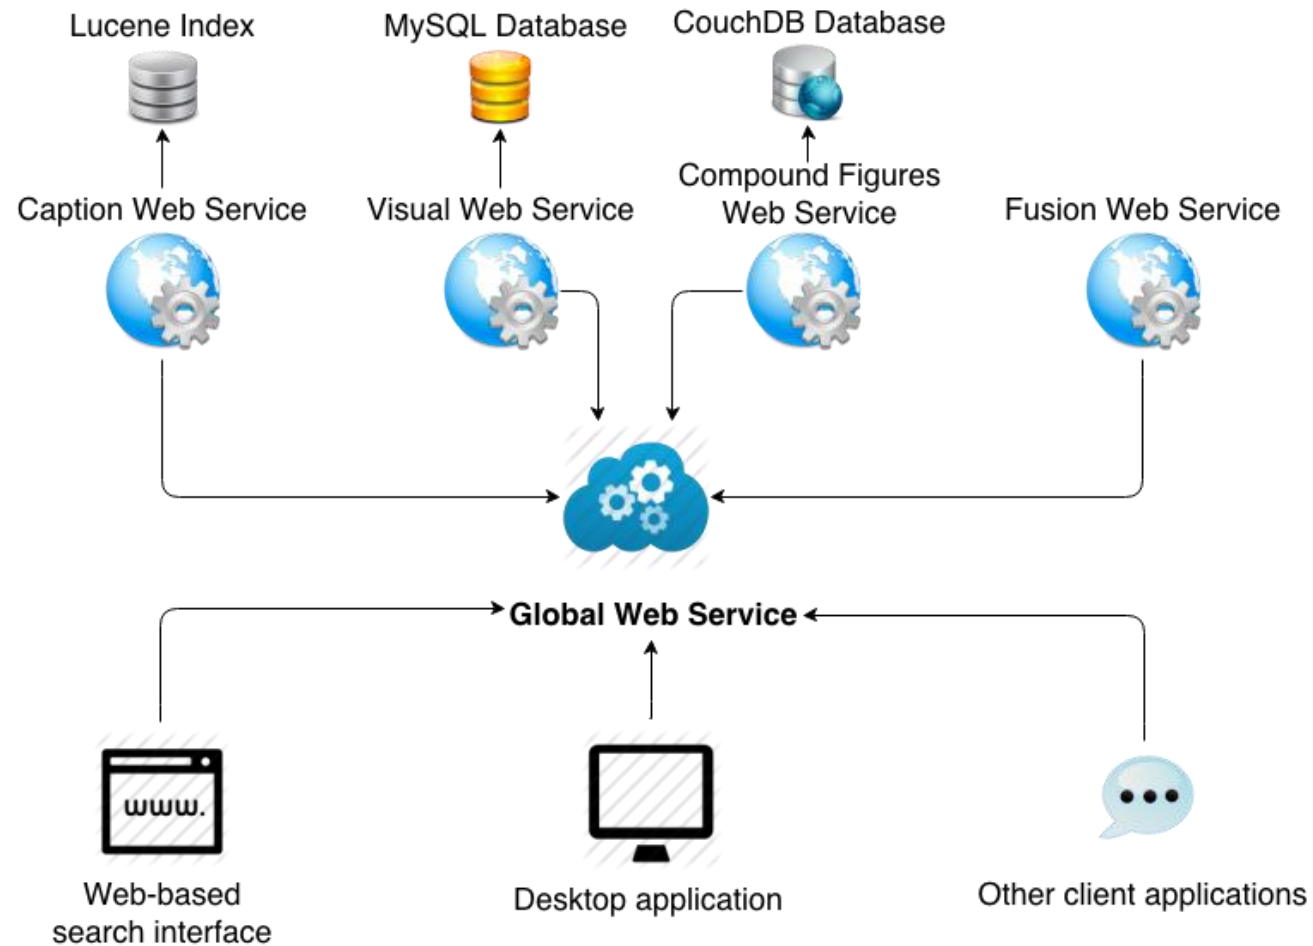 Lucene Index
MySQL Database
CouchDB Database
Caption Web Service
Visual Web Service
Compound Figures
Web Service
Fusion Web Service
Global Web Service
www.
Web-based
search interface
Desktop application
Other client applications